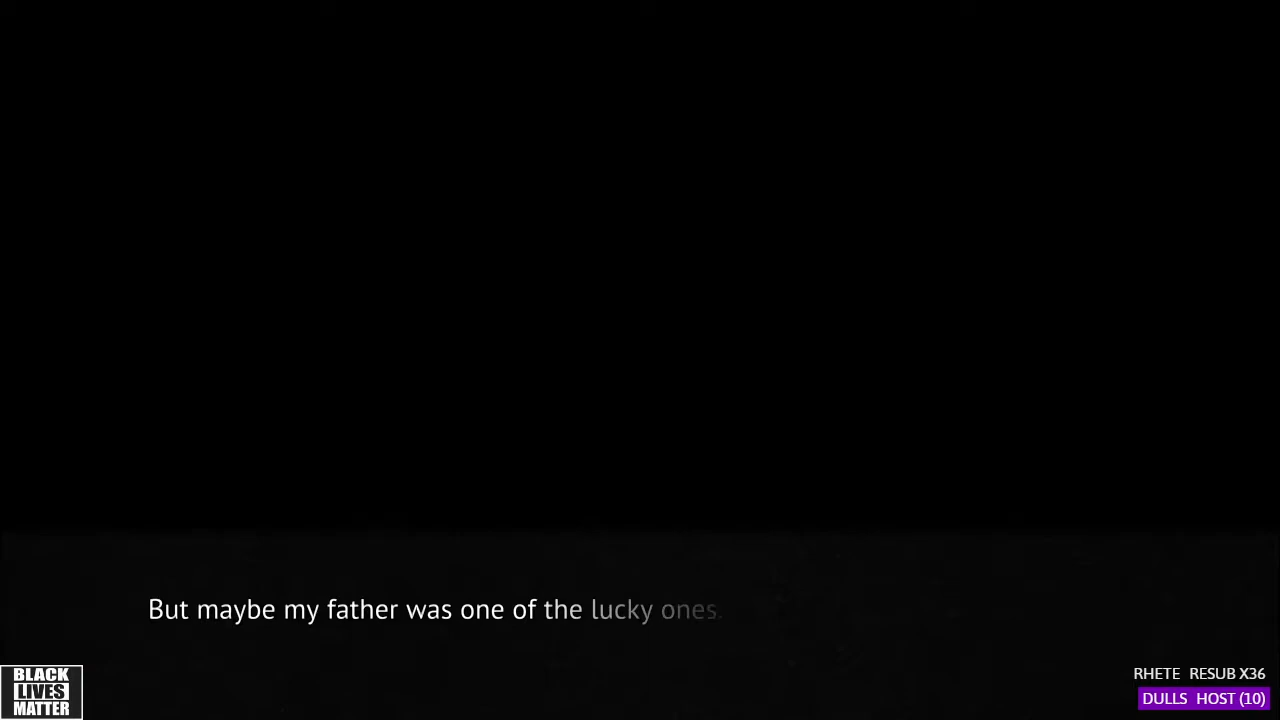 But maybe my father was one of the lucky ones.
BLACK
LIVES
MATTER
RHETE RESUB X36
DULLS HOST (10)